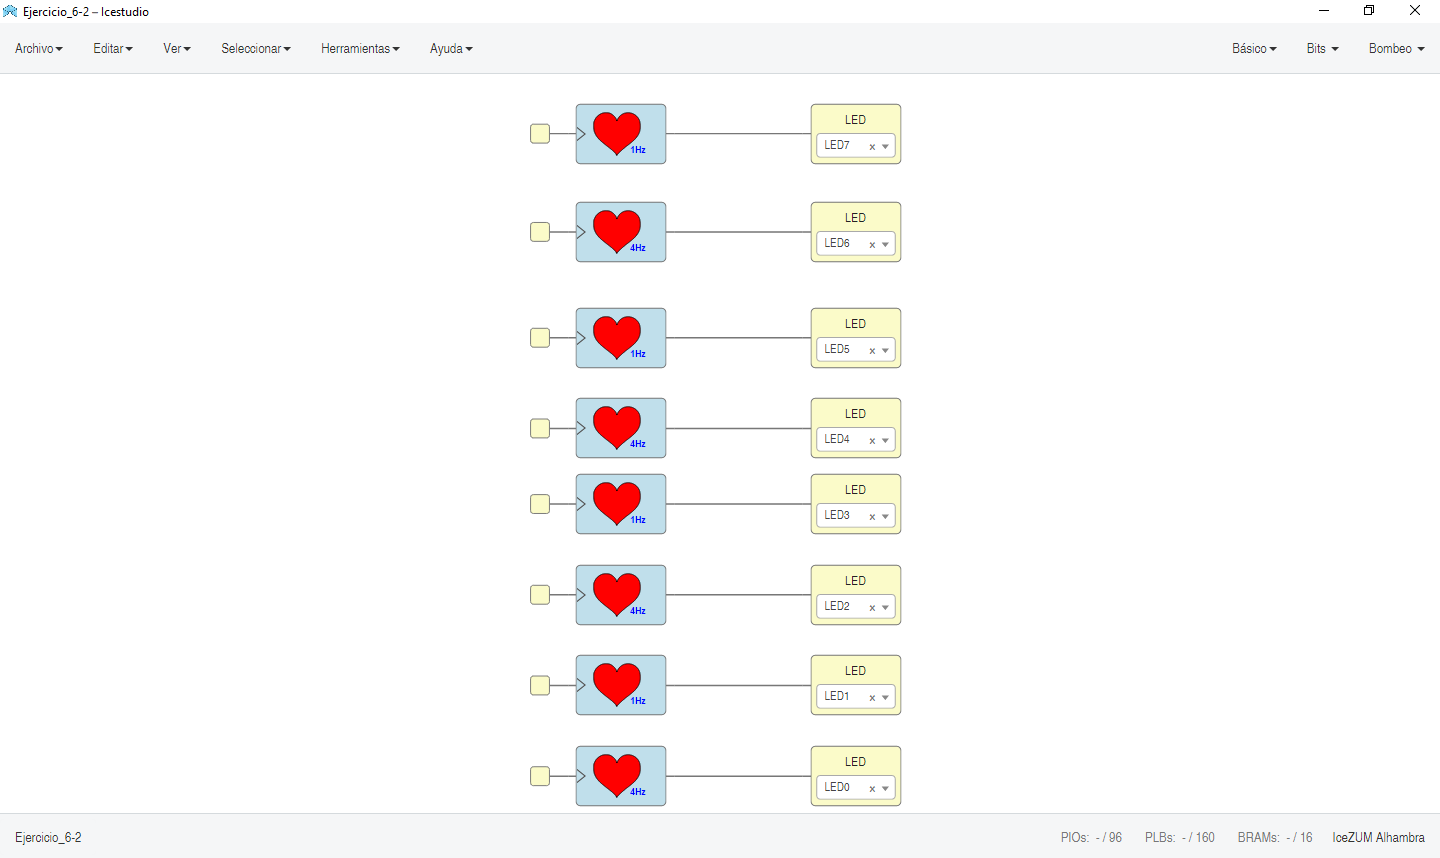 Ejercicio_6-2 – Icestudio
Archivo Editar Ver Seleccionar Herramientas Ayuda Básico Bits Bombeo
LED
1Hz LED7 x
LED
4Hz LED6 x
LED
1Hz LED5 x
LED
4Hz LED4 x
LED
1Hz LED3 x
LED
4Hz LED2 x
LED
1Hz LED1 x
LED
4Hz LED0 x
Ejercicio_6-2 PIOs: - / 96 PLBs: - / 160 BRAMs: - / 16 IceZUM Alhambra